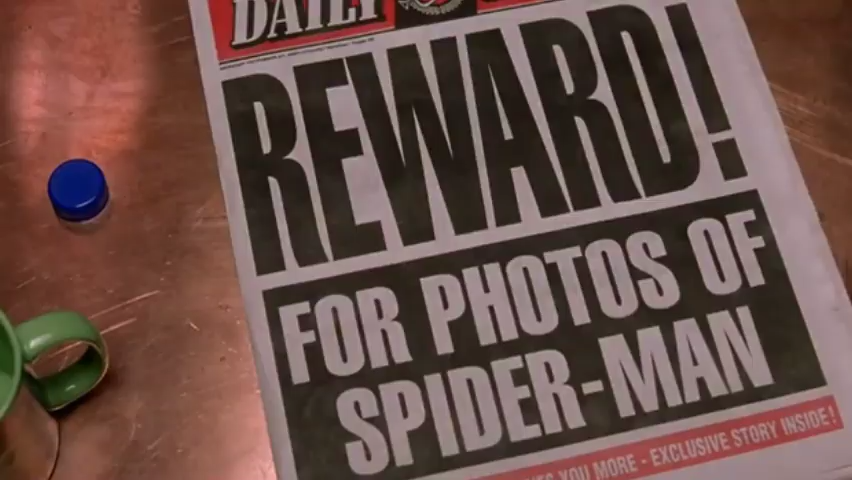 DAILY
REWARD!
FOR PHOTOS OF
SPIDER-MAN
YOU MORE - EXCLUSIVE STORY INSIDE!